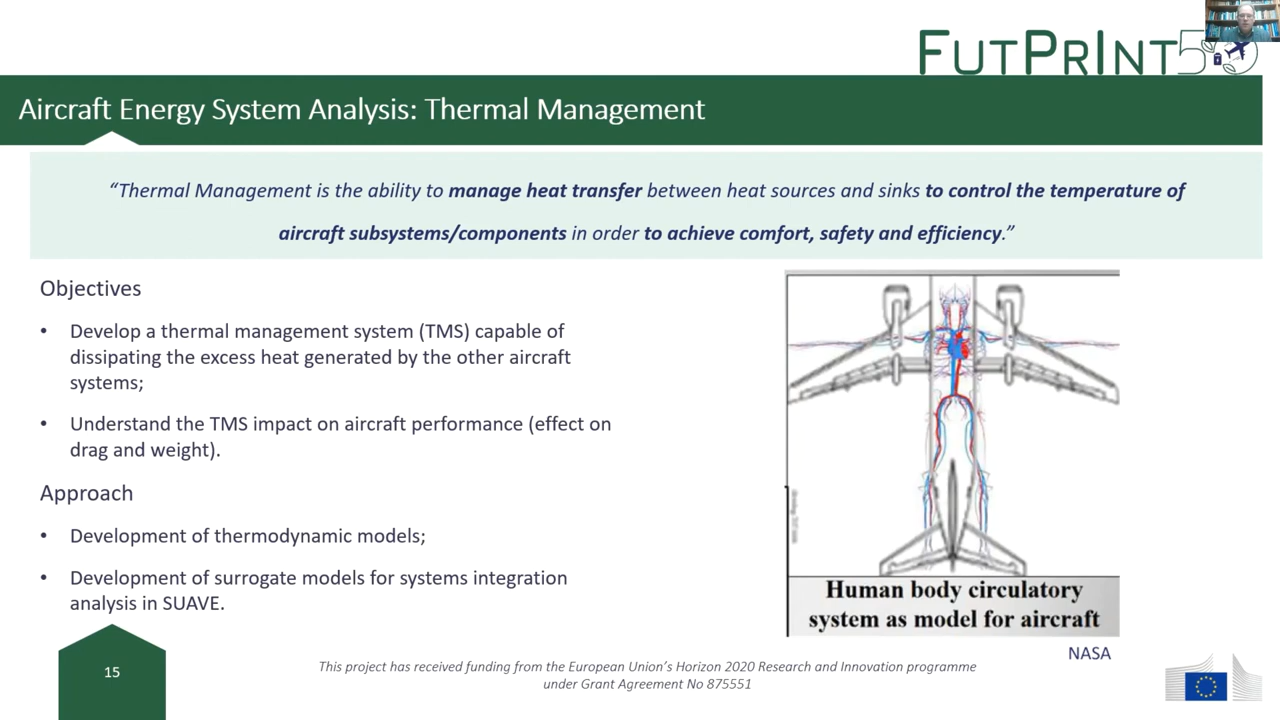 FUTPRINT50
Aircraft Energy System Analysis: Thermal Management
“Thermal Management is the ability to manage heat transfer between heat sources and sinks to control the temperature of
aircraft subsystems/components in order to achieve comfort, safety and efficiency.”
Objectives
• Develop a thermal management system (TMS) capable of
dissipating the excess heat generated by the other aircraft
systems;
• Understand the TMS impact on aircraft performance (effect on
drag and weight).
Approach
• Development of thermodynamic models;
• Development of surrogate models for systems integration
analysis in SUAVE.
Human body circulatory
system as model for aircraft
NASA
15
This project has received funding from the European Union’s Horizon 2020 Research and Innovation programme
under Grant Agreement No 875551